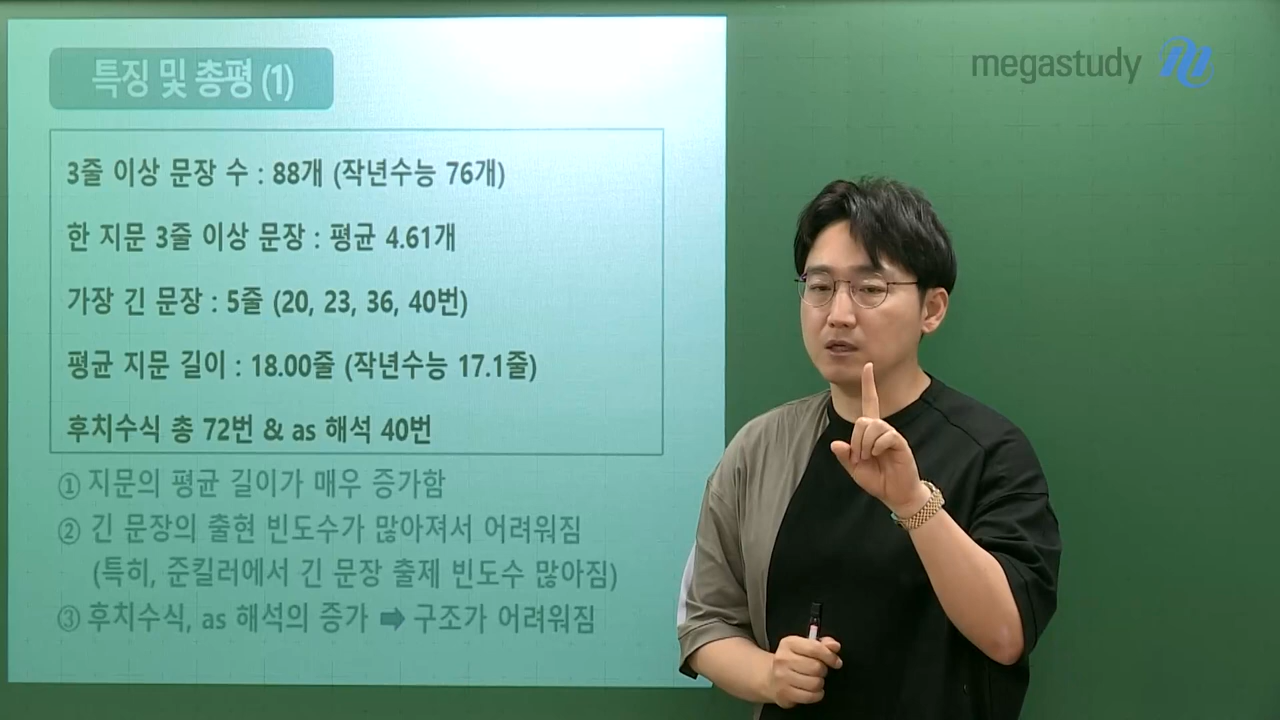 특징 및 총평 (1)
megastudy
3줄 이상 문장 수 : 88개 (작년수능 76개)
한 지문 3줄 이상 문장 : 평균 4.61개
가장 긴 문장 : 5줄 (20, 23, 36, 40번)
평균 지문 길이 : 18.00줄 (작년수능 17.1줄)
후치수식 총 72번 & as 해석 40번
① 지문의 평균 길이가 매우 증가함
② 긴 문장의 출현 빈도수가 많아져서 어려워짐
(특히, 준킬러에서 긴 문장 출제 빈도수 많아짐)
③ 후치수식, as 해석의 증가 ➡ 구조가 어려워짐